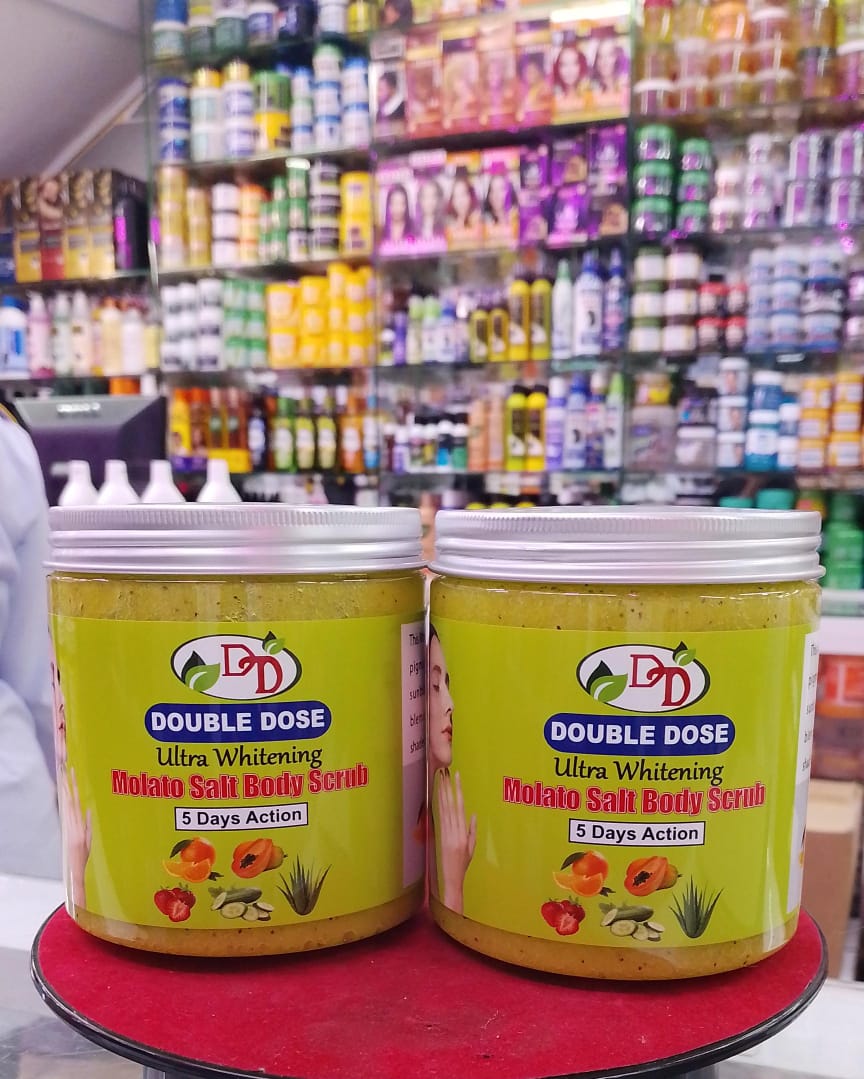 DD
DOUBLE DOSE
Ultra Whitening
Molato Salt Body Scrub
5 Days Action
DD
DOUBLE DOSE
Ultra Whitening
Molato Salt Body Scrub
5 Days Action